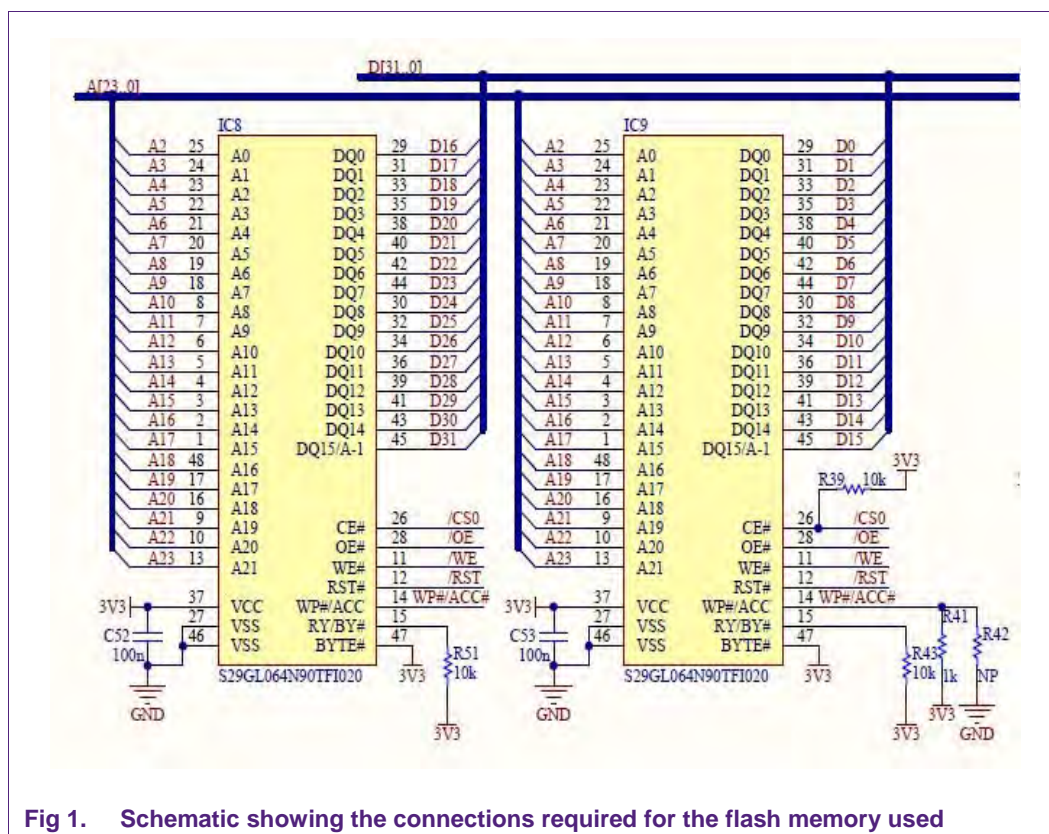 D[31..0]
A[23..0]
IC8
IC9
A2 25 A0 DQ0 29 D16
A3 24 A1 DQ1 31 D17
A4 23 A2 DQ2 33 D18
A5 22 A3 DQ3 35 D19
A6 21 A4 DQ4 38 D20
A7 20 A5 DQ5 40 D21
A8 19 A6 DQ6 42 D22
A9 18 A7 DQ7 44 D23
A10 8 A8 DQ8 30 D24
A11 7 A9 DQ9 32 D25
A12 6 A10 DQ10 34 D26
A13 5 A11 DQ11 36 D27
A14 4 A12 DQ12 39 D28
A15 3 A13 DQ13 41 D29
A16 2 A14 DQ14 43 D30
A17 1 A15 DQ15/A-1 45 D31
A18 48 A16
A19 17 A17
A20 16 A18
A21 9 A19 CE# 26 /CS0
A22 10 A20 OE# 28 /OE
A23 13 A21 WE# 11 /WE
RST# 12 /RST
3V3 37 VCC WP#/ACC 14 WP#/ACC#
27 VSS RY/BY# 15
C52 46 VSS BYTE# 47
100n
R51
10k
3V3
S29GL064N90TFI020
GND
3V3
A2 25 A0 DQ0 29 D0
A3 24 A1 DQ1 31 D1
A4 23 A2 DQ2 33 D2
A5 22 A3 DQ3 35 D3
A6 21 A4 DQ4 38 D4
A7 20 A5 DQ5 40 D5
A8 19 A6 DQ6 42 D6
A9 18 A7 DQ7 44 D7
A10 8 A8 DQ8 30 D8
A11 7 A9 DQ9 32 D9
A12 6 A10 DQ10 34 D10
A13 5 A11 DQ11 36 D11
A14 4 A12 DQ12 39 D12
A15 3 A13 DQ13 41 D13
A16 2 A14 DQ14 43 D14
A17 1 A15 DQ15/A-1 45 D15
A18 48 A16
3V3
A19 17 A17
R39 10k
A20 16 A18
A21 9 A19 CE# 26 /CS0
A22 10 A20 OE# 28 /OE
A23 13 A21 WE# 11 /WE
RST# 12 /RST
3V3 37 VCC WP#/ACC 14 WP#/ACC#
27 VSS RY/BY# 15
C53 46 VSS BYTE# 47
100n
R41
R42
R43
10k
1k
NP
3V3
S29GL064N90TFI020
GND
3V3
3V3
GND
Fig 1. Schematic showing the connections required for the flash memory used